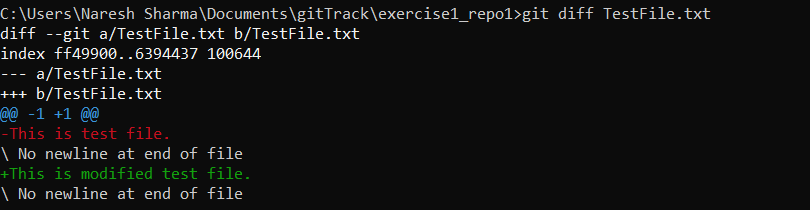 C:\Users\Naresh Sharma\Documents\gitTrack\exercise1_repo1>git diff TestFile.txt
diff --git a/TestFile.txt b/TestFile.txt
index ff49900..6394437 100644
--- a/TestFile.txt
+++ b/TestFile.txt
@@ -1 +1 @@
-This is test file.
\ No newline at end of file
+This is modified test file.
\ No newline at end of file